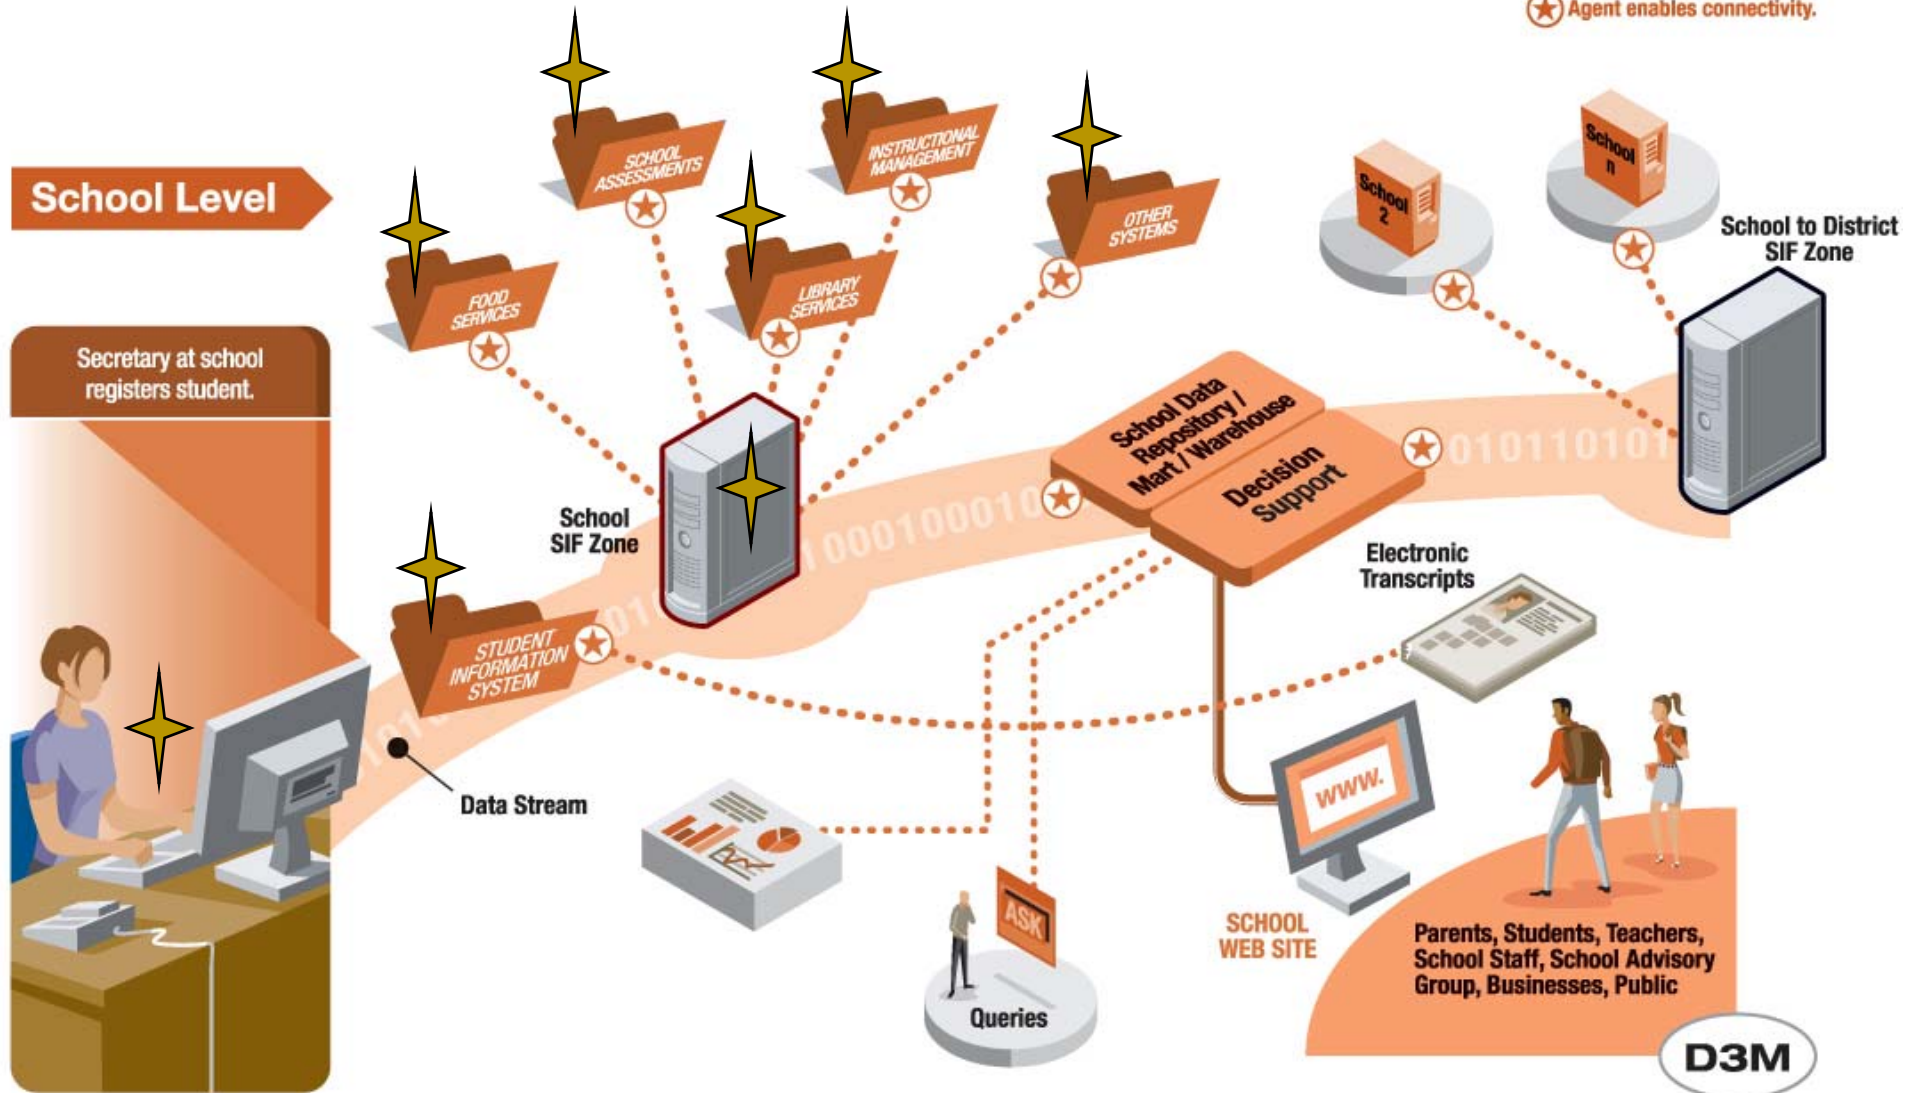 Agent enables connectivity.
School Level
SCHOOL
ASSESSMENTS
INSTRUCTIONAL
MANAGEMENT
OTHER
SYSTEMS
FOOD
SERVICES
LIBRARY
SERVICES
School
2
School
n
School to District
SIF Zone
Secretary at school
registers student.
School
SIF Zone
School Data
Repository /
Mart / Warehouse
Decision
Support
010110101
1000100010
010
Electronic
Transcripts
STUDENT
INFORMATION
SYSTEM
1010
Data Stream
www.
ASK
Queries
SCHOOL
WEB SITE
Parents, Students, Teachers,
School Staff, School Advisory
Group, Businesses, Public
D3M